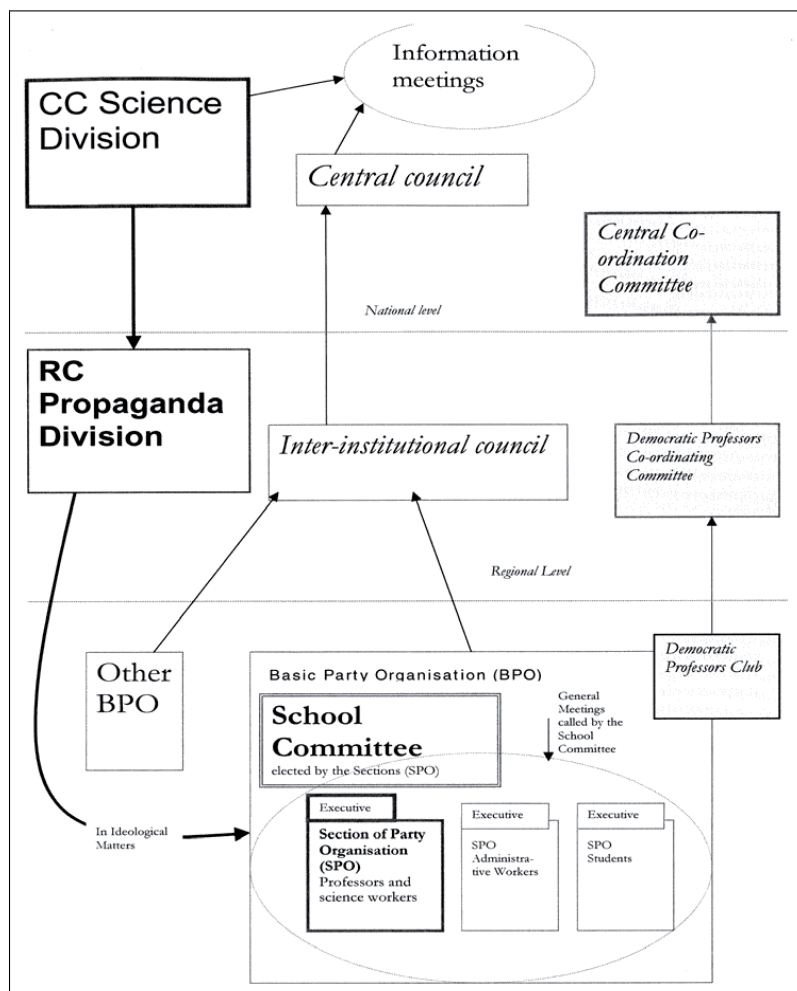 Information
meetings
CC Science
Division
Central council
Central Co-
ordination
Committee
National level
RC
Propaganda
Division
Inter-institutional council
Democratic Professors
Co-ordinating
Committee
Regional Level
Other
BPO
Basic Party Organisation (BPO)
Democratic
Professors Club
School
Committee
elected by the Sections (SPO)
General
Meetings
called by the
School
Committee
In Ideological
Matters
Executive
Section of Party
Organisation
(SPO)
Professors and
science workers
Executive
SPO
Administra-
tive Workers
Executive
SPO
Students